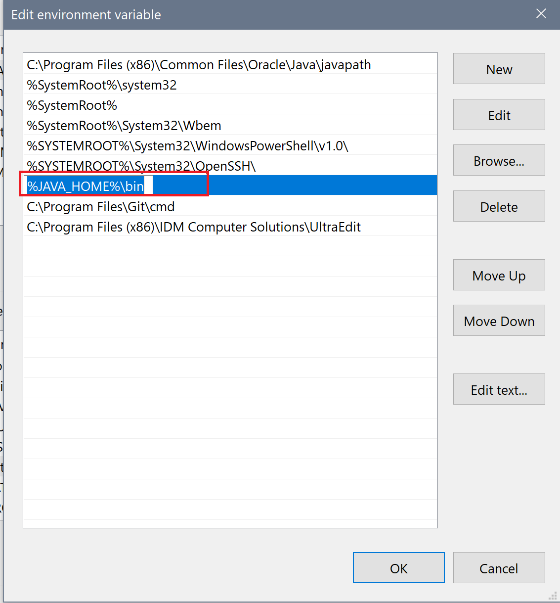 Edit environment variable
C:\Program Files (x86)\Common Files\Oracle\Java\javapath
%SystemRoot%\system32
%SystemRoot%
%SystemRoot%\System32\Wbem
%SYSTEMROOT%\System32\WindowsPowerShell\v1.0\
%SYSTEMROOT%\System32\OpenSSH\
%JAVA_HOME%\bin
C:\Program Files\Git\cmd
C:\Program Files (x86)\IDM Computer Solutions\UltraEdit
New
Edit
Browse...
Delete
Move Up
Move Down
Edit text...
OK
Cancel